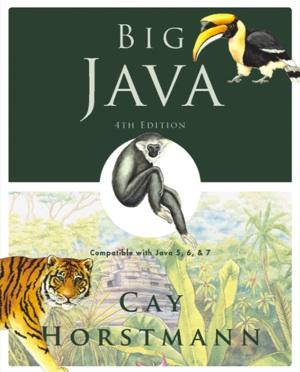 BIG
JAVA
4TH EDITION
Compatible with Java 5, 6, & 7
CAY
HORSTMANN